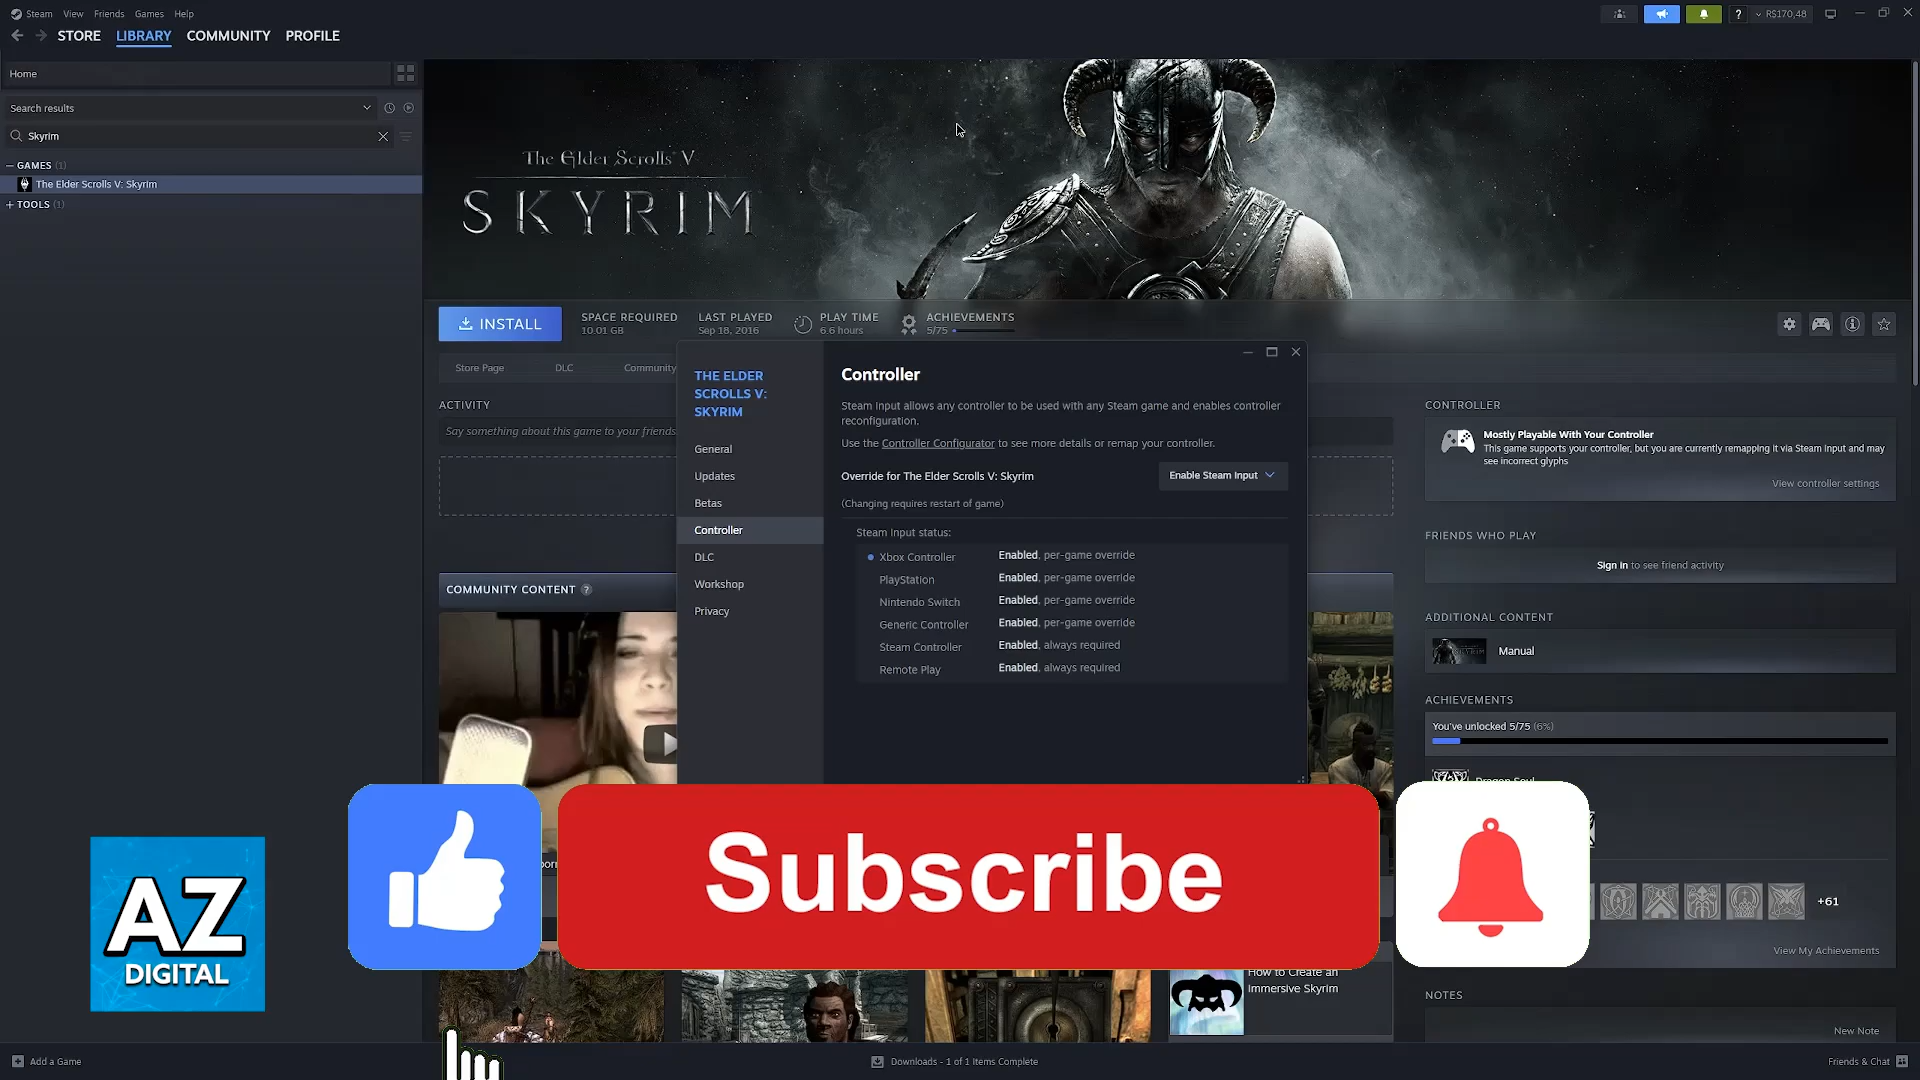 Steam View Friends Games Help
? R$170,48
STORE LIBRARY COMMUNITY PROFILE
Home
Search results
Skyrim
GAMES (1)
The Elder Scrolls V: Skyrim
+ TOOLS (1)
The Elder Scrolls V
SKYRIM
INSTALL
SPACE REQUIRED
10.01 GB
LAST PLAYED
Sep 18, 2016
PLAY TIME
6.6 hours
ACHIEVEMENTS
5/75
Store Page DLC Community
ACTIVITY
Say something about this game to your friends
COMMUNITY CONTENT ?
THE ELDER
SCROLLS V:
SKYRIM
General
Updates
Betas
Controller
DLC
Workshop
Privacy
Controller
Steam Input allows any controller to be used with any Steam game and enables controller
reconfiguration.
Use the Controller Configurator to see more details or remap your controller.
Override for The Elder Scrolls V: Skyrim Enable Steam Input
(Changing requires restart of game)
Steam Input status:
Xbox Controller Enabled, per-game override
PlayStation Enabled, per-game override
Nintendo Switch Enabled, per-game override
Generic Controller Enabled, per-game override
Steam Controller Enabled, always required
Remote Play Enabled, always required
CONTROLLER
Mostly Playable With Your Controller
This game supports your controller, but you are currently remapping it via Steam Input and may
see incorrect glyphs
View controller settings
FRIENDS WHO PLAY
Sign in to see friend activity
ADDITIONAL CONTENT
SKYRIM
Manual
ACHIEVEMENTS
You've unlocked 5/75 (6%)
Dragon Soul
+61
View My Achievements
NOTES
New Note
Subscribe
AZ
DIGITAL
How to Create an
Immersive Skyrim
Add a Game
Downloads - 1 of 1 Items Complete
Friends & Chat